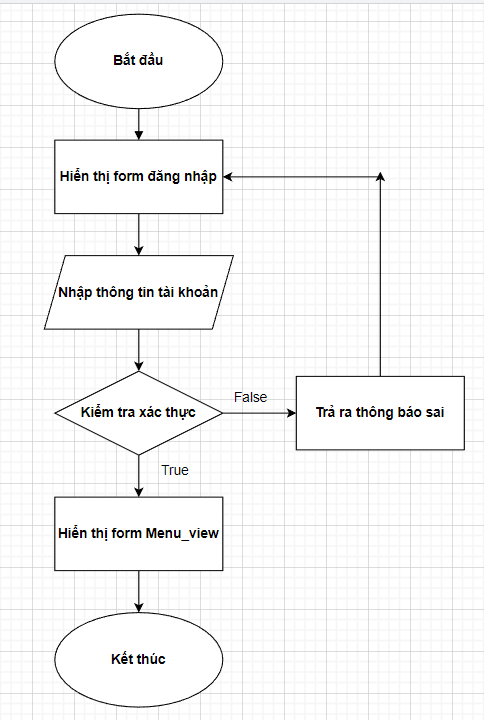 Bắt đầu
Hiển thị form đăng nhập
Nhập thông tin tài khoản
Kiểm tra xác thực
False
Trả ra thông báo sai
True
Hiển thị form Menu_view
Kết thúc